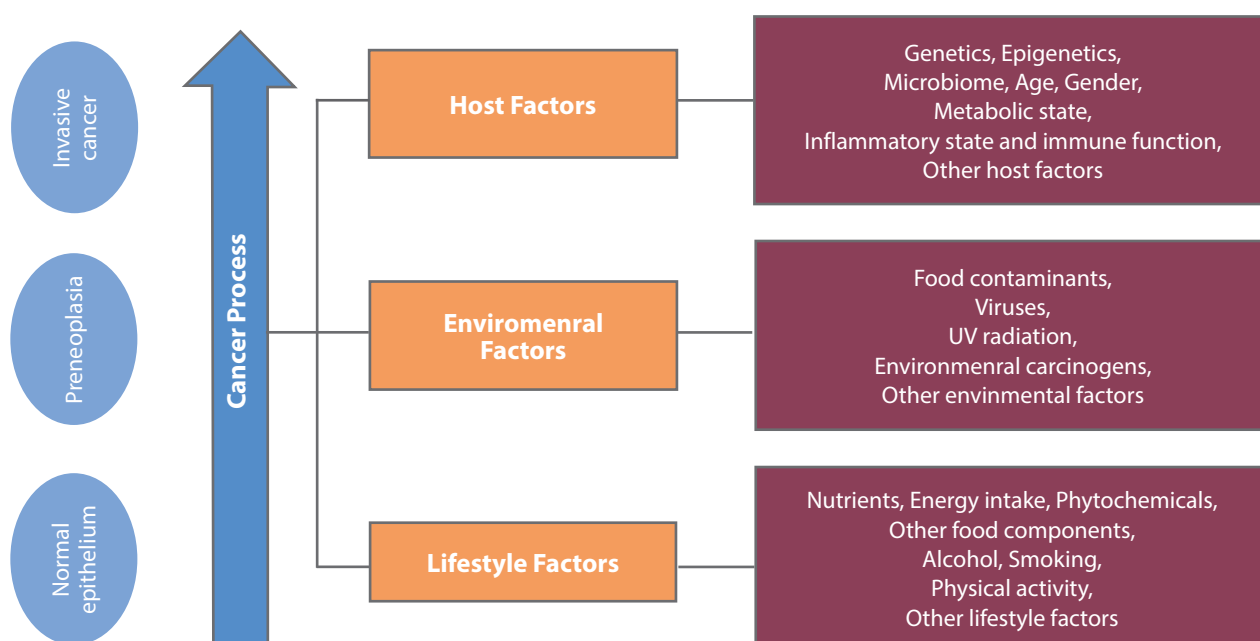 Invasive
cancer
Preneoplasia
Normal
epithelium
Cancer Process
Host Factors
Genetics, Epigenetics,
Microbiome, Age, Gender,
Metabolic state,
Inflammatory state and immune function,
Other host factors
Enviromenral
Factors
Food contaminants,
Viruses,
UV radiation,
Environmenral carcinogens,
Other envinmental factors
Lifestyle Factors
Nutrients, Energy intake, Phytochemicals,
Other food components,
Alcohol, Smoking,
Physical activity,
Other lifestyle factors